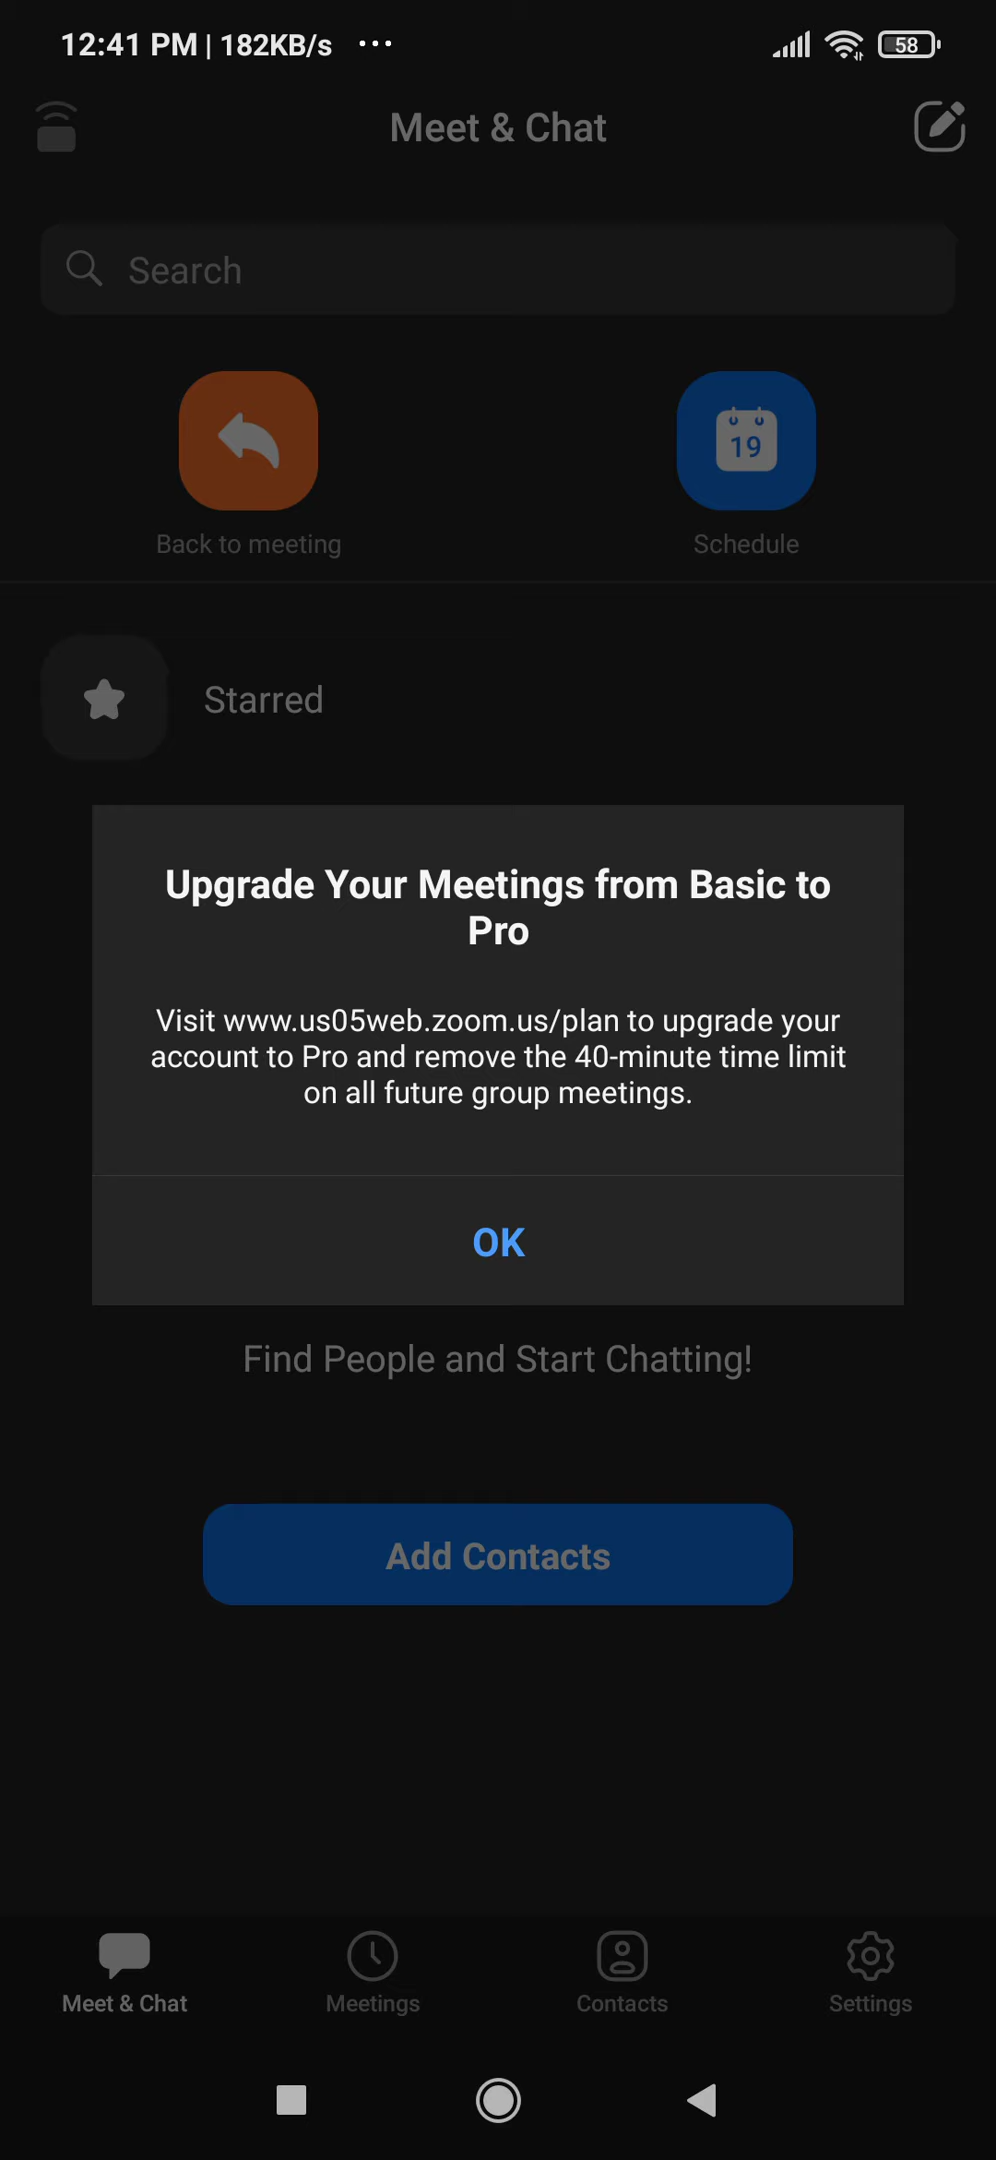 12:41 PM | 182KB/s ···
58
Meet & Chat
Search
19
Back to meeting
Schedule
Starred
Upgrade Your Meetings from Basic to
Pro
Visit www.us05web.zoom.us/plan to upgrade your
account to Pro and remove the 40-minute time limit
on all future group meetings.
OK
Find People and Start Chatting!
Add Contacts
Meet & Chat
Meetings
Contacts
Settings